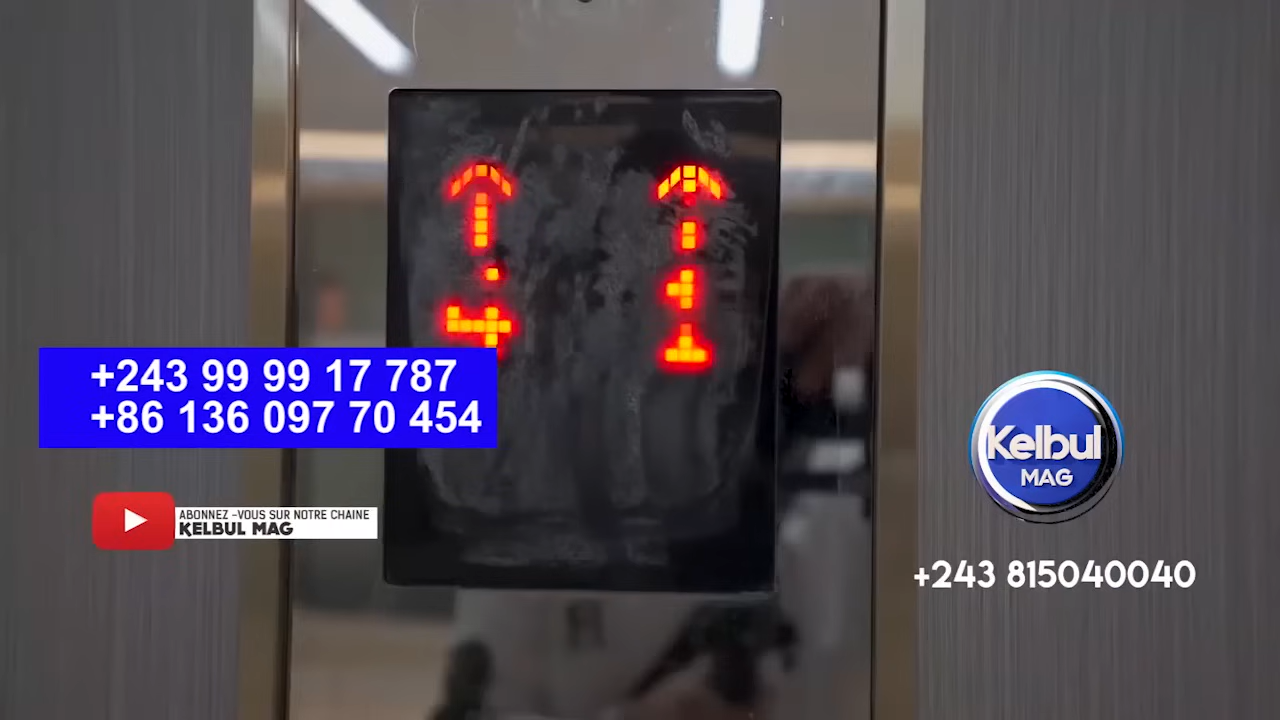 +243 99 99 17 787
+86 136 097 70 454
ABONNEZ -VOUS SUR NOTRE CHAINE
KELBUL MAG
Kelbul
MAG
+243 815040040